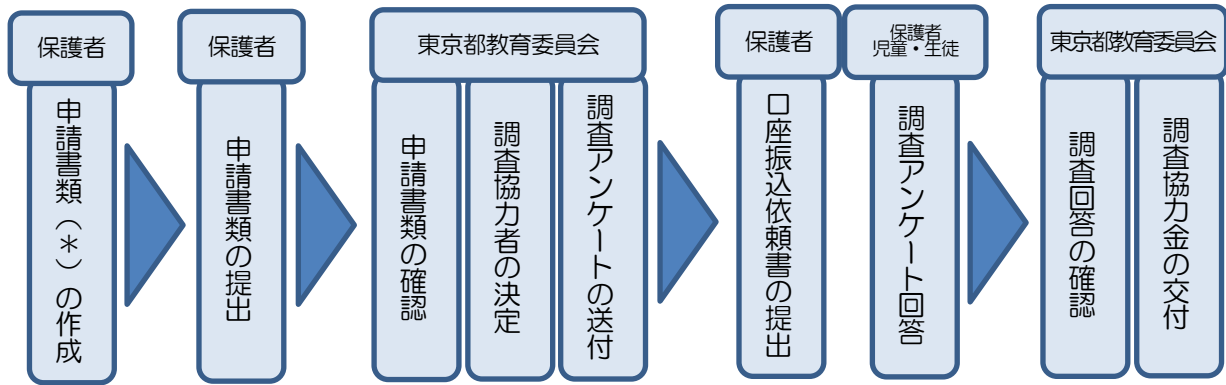 保護者
申請書類（＊）の作成
保護者
申請書類の提出
東京都教育委員会
申請書類の確認
調査協力者の決定
調査アンケートの送付
保護者
口座振込依頼書の提出
保護者
児童・生徒
調査アンケート回答
東京都教育委員会
調査回答の確認
調査協力金の交付